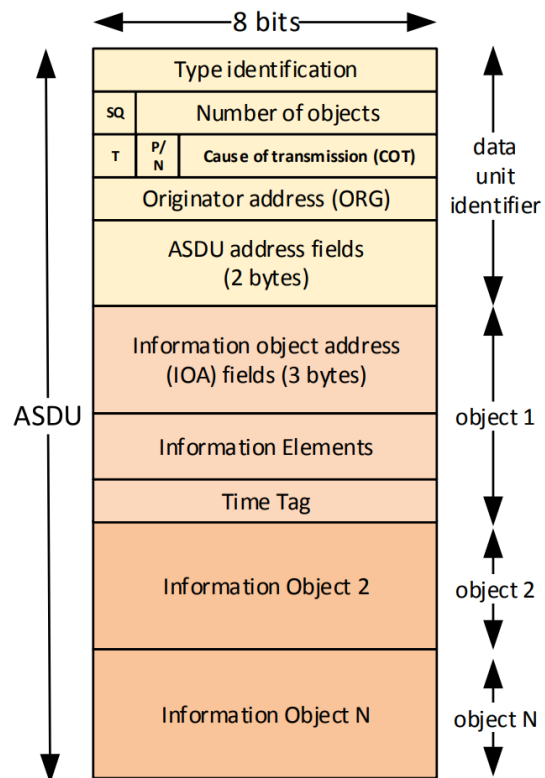 8 bits
Type identification
SQ
Number of objects
T
P/
N
Cause of transmission (COT)
Originator address (ORG)
ASDU address fields
(2 bytes)
data
unit
identifier
Information object address
(IOA) fields (3 bytes)
ASDU
Information Elements
object 1
Time Tag
Information Object 2
object 2
Information Object N
object N